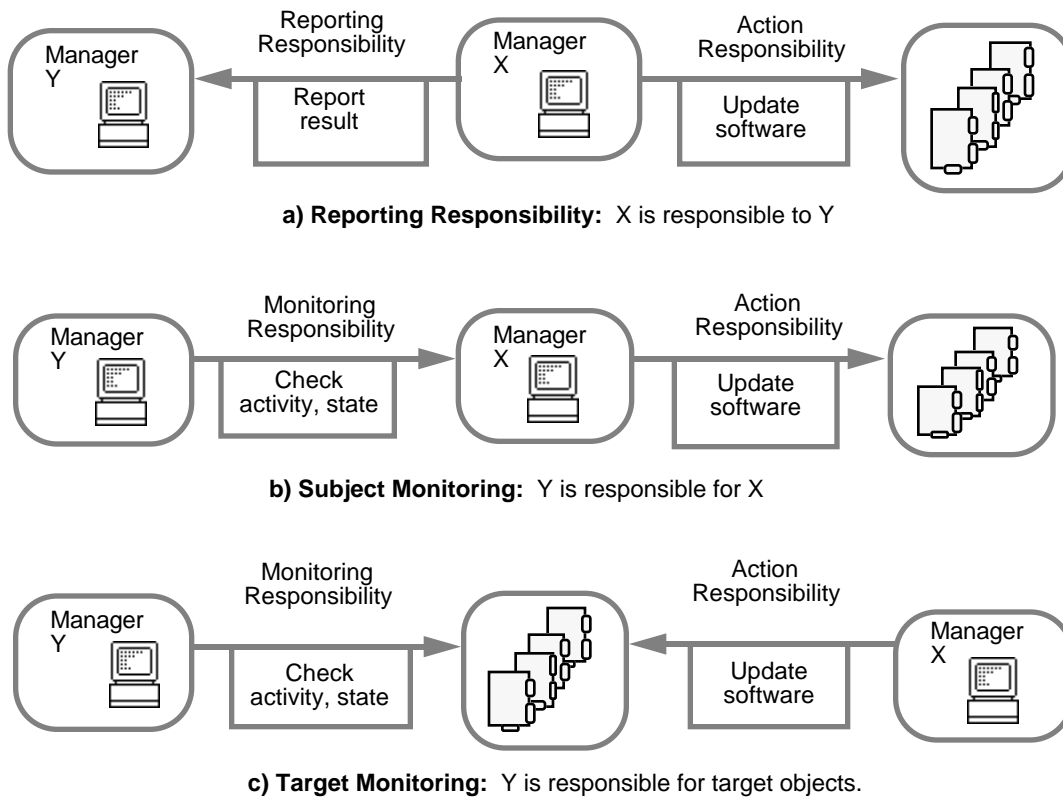 Reporting
Responsibility
Action
Responsibility
Manager
Y
Manager
X
Report
result
Update
software
a) Reporting Responsibility: X is responsible to Y
Monitoring
Responsibility
Action
Responsibility
Manager
Y
Manager
X
Check
activity, state
Update
software
b) Subject Monitoring: Y is responsible for X
Monitoring
Responsibility
Action
Responsibility
Manager
Y
Manager
X
Check
activity, state
Update
software
c) Target Monitoring: Y is responsible for target objects.